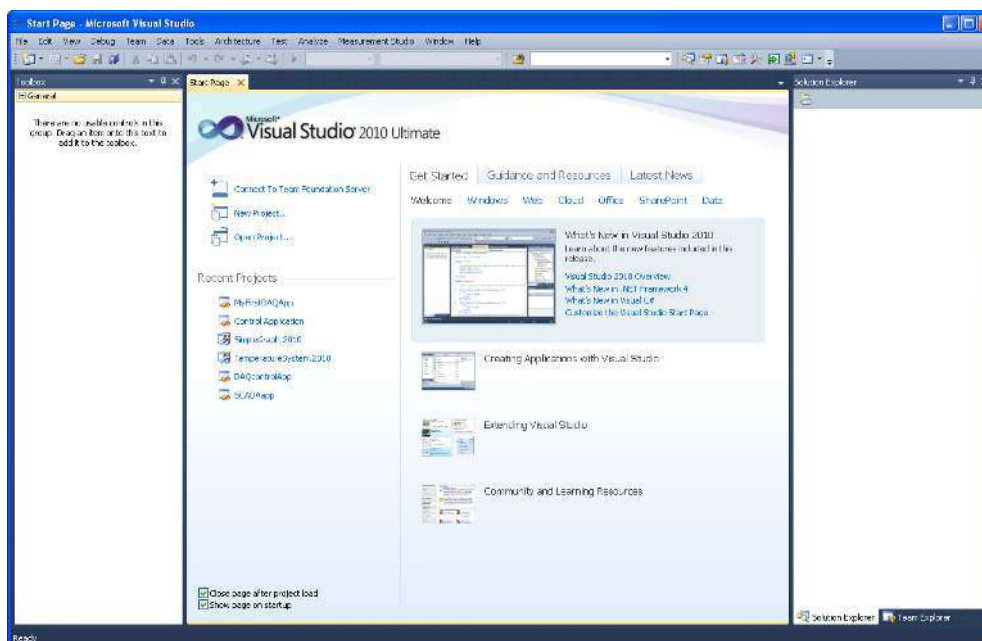 Start Page - Microsoft Visual Studio
File Edit View Debug Team Data Tools Architecture Test Analyze Measurement Studio Window Help
Toolbox
General
There are no usable controls in this
group. Drag an item onto this text to
add it to the toolbox.
Start Page
Microsoft
Visual Studio 2010 Ultimate
Connect To Team Foundation Server
New Project...
Open Project...
Recent Projects
MyFirstDAQApp
Control Application
SimpleGraph.2010
TemperatureSystem.2010
DAQcontrolApp
SCADAapp
Close page after project load
Show page on startup
Get Started Guidance and Resources Latest News
Welcome Windows Web Cloud Office SharePoint Data
What's New in Visual Studio 2010
Learn about the new features included in this
release.
Visual Studio 2010 Overview
What's New in .NET Framework 4
What's New in Visual C#
Customize the Visual Studio Start Page
Creating Applications with Visual Studio
Extending Visual Studio
Community and Learning Resources
Solution Explorer
Solution Explorer Team Explorer
Ready